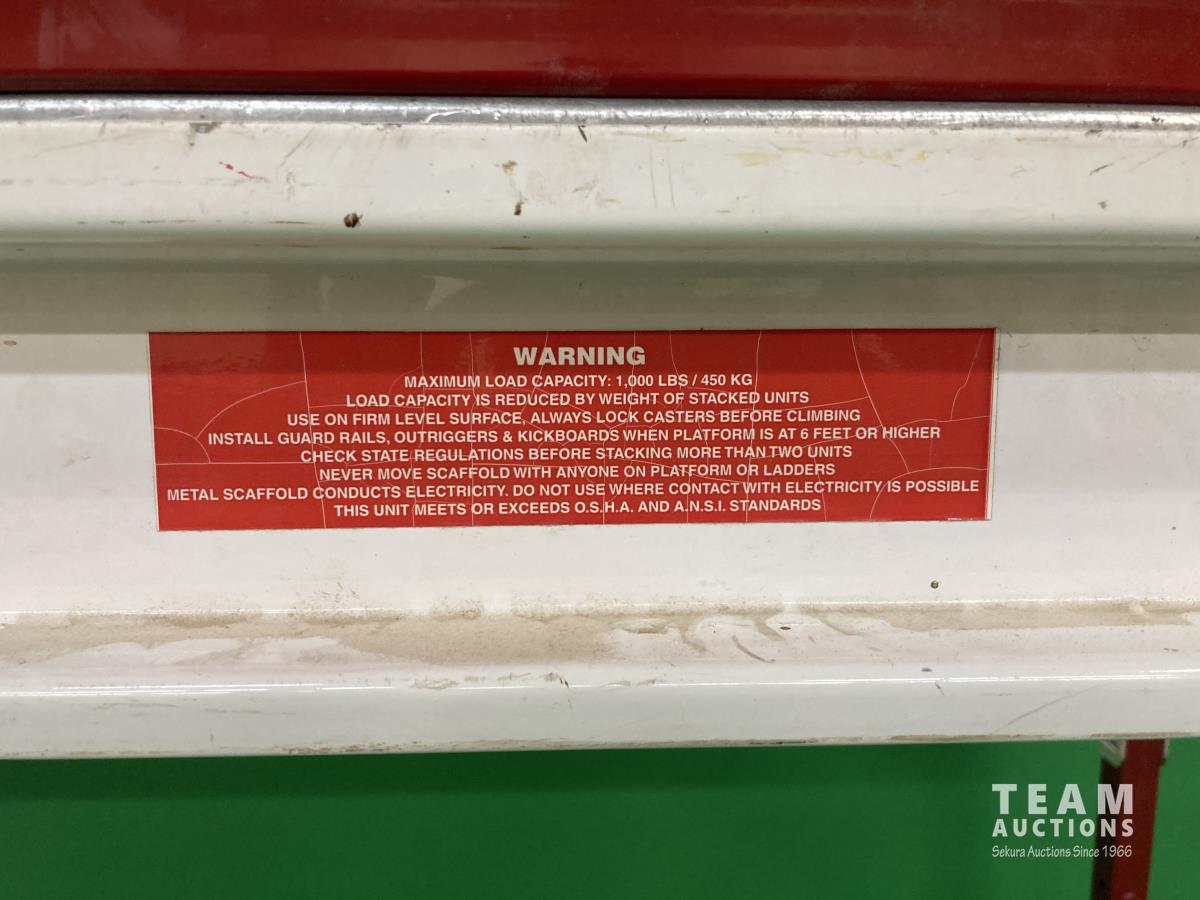 WARNING
MAXIMUM LOAD CAPACITY: 1,000 LBS / 450 KG
LOAD CAPACITY IS REDUCED BY WEIGHT OF STACKED UNITS
USE ON FIRM LEVEL SURFACE, ALWAYS LOCK CASTERS BEFORE CLIMBING
INSTALL GUARD RAILS, OUTRIGGERS & KICKBOARDS WHEN PLATFORM IS AT 6 FEET OR HIGHER
CHECK STATE REGULATIONS BEFORE STACKING MORE THAN TWO UNITS
NEVER MOVE SCAFFOLD WITH ANYONE ON PLATFORM OR LADDERS
METAL SCAFFOLD CONDUCTS ELECTRICITY. DO NOT USE WHERE CONTACT WITH ELECTRICITY IS POSSIBLE
THIS UNIT MEETS OR EXCEEDS O.S.H.A. AND A.N.S.I. STANDARDS
TEAM
AUCTIONS
Sekura Auctions Since 1966